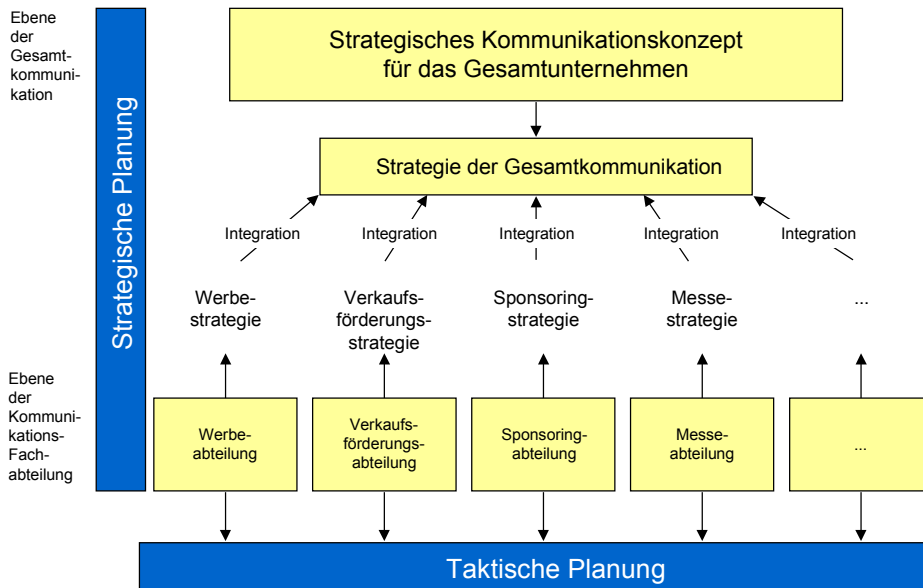 Ebene
der
Gesamt-
kommuni-
kation
Strategische Planung
Strategisches Kommunikationskonzept
für das Gesamtunternehmen
Strategie der Gesamtkommunikation
Integration
Integration
Integration
Integration
Integration
Werbe-
strategie
Verkaufs-
förderungs-
strategie
Sponsoring-
strategie
Messe-
strategie
...
Ebene
der
Kommuni-
kations-
Fach-
abteilung
Werbe-
abteilung
Verkaufs-
förderungs-
abteilung
Sponsoring-
abteilung
Messe-
abteilung
...
Taktische Planung